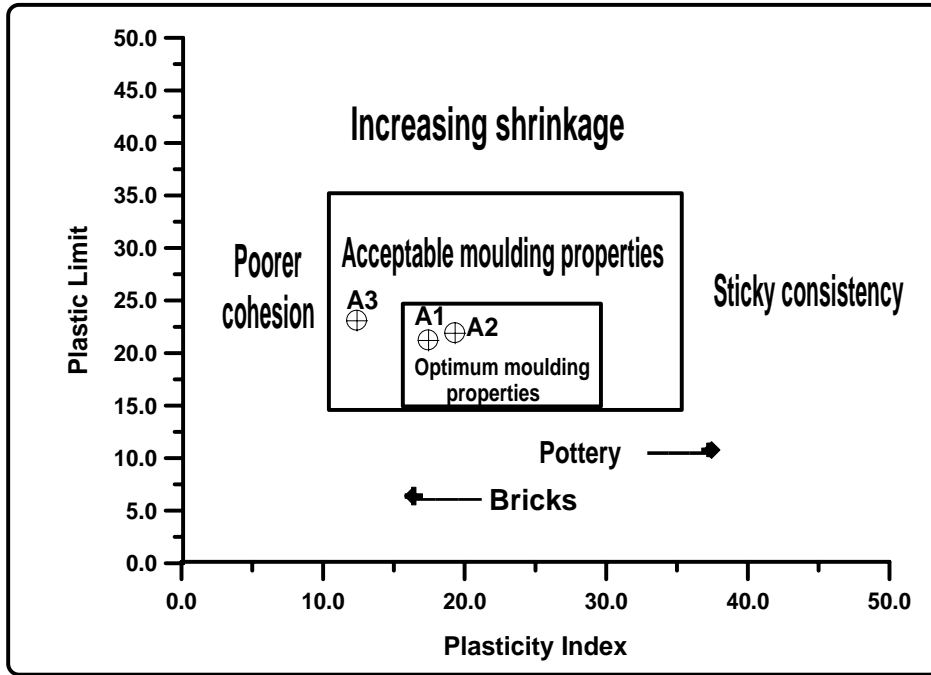 50.0
45.0
40.0
35.0
30.0
25.0
20.0
15.0
10.0
5.0
0.0
Plastic Limit
Increasing shrinkage
Poorer
cohesion
Acceptable moulding properties
Sticky consistency
A3
A1
A2
Optimum moulding
properties
Pottery
Bricks
0.0 10.0 20.0 30.0 40.0 50.0
Plasticity Index